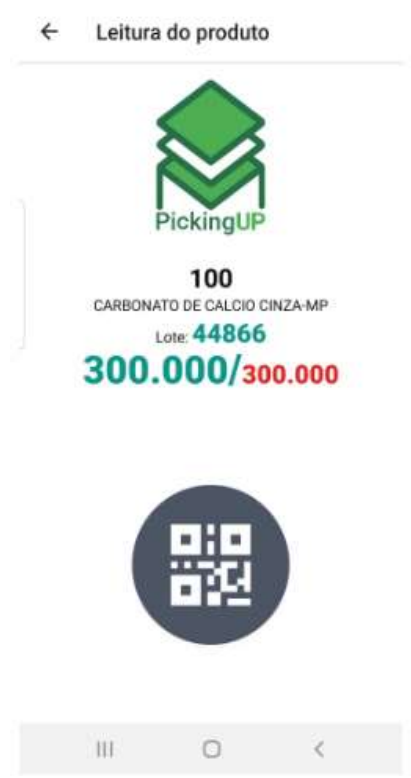 Leitura do produto
PickingUP
100
CARBONATO DE CALCIO CINZA-MP
Lote: 44866
300.000/300.000